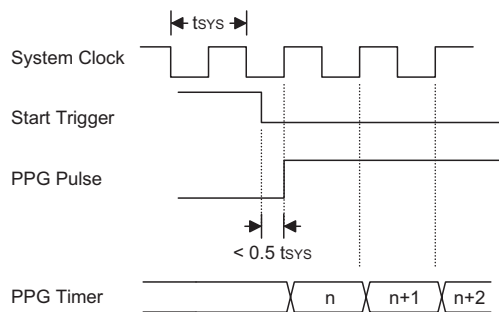 tSYS
System Clock
Start Trigger
PPG Pulse
< 0.5 tSYS
PPG Timer n n+1 n+2